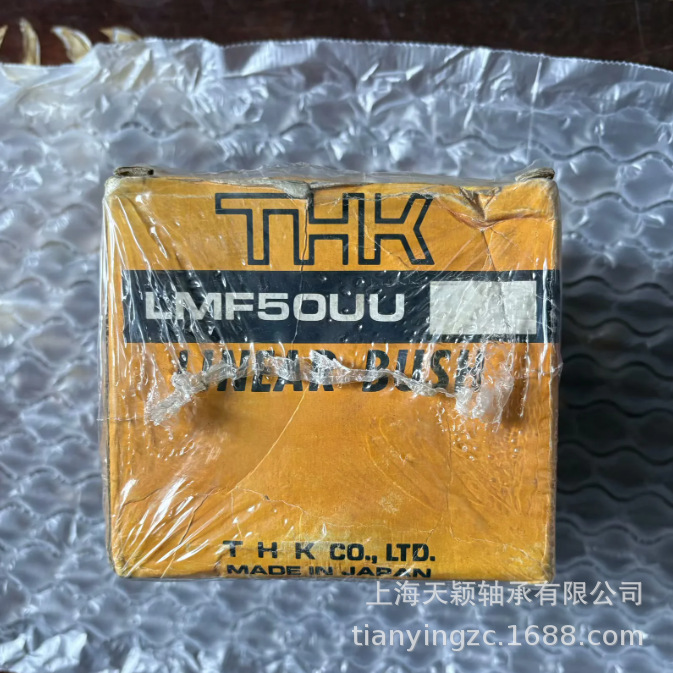 THK
LMF50UU
LINEAR BUSH
T H K CO., LTD.
MADE IN JAPAN
上海天颖轴承有限公司
tianyingzc.1688.com